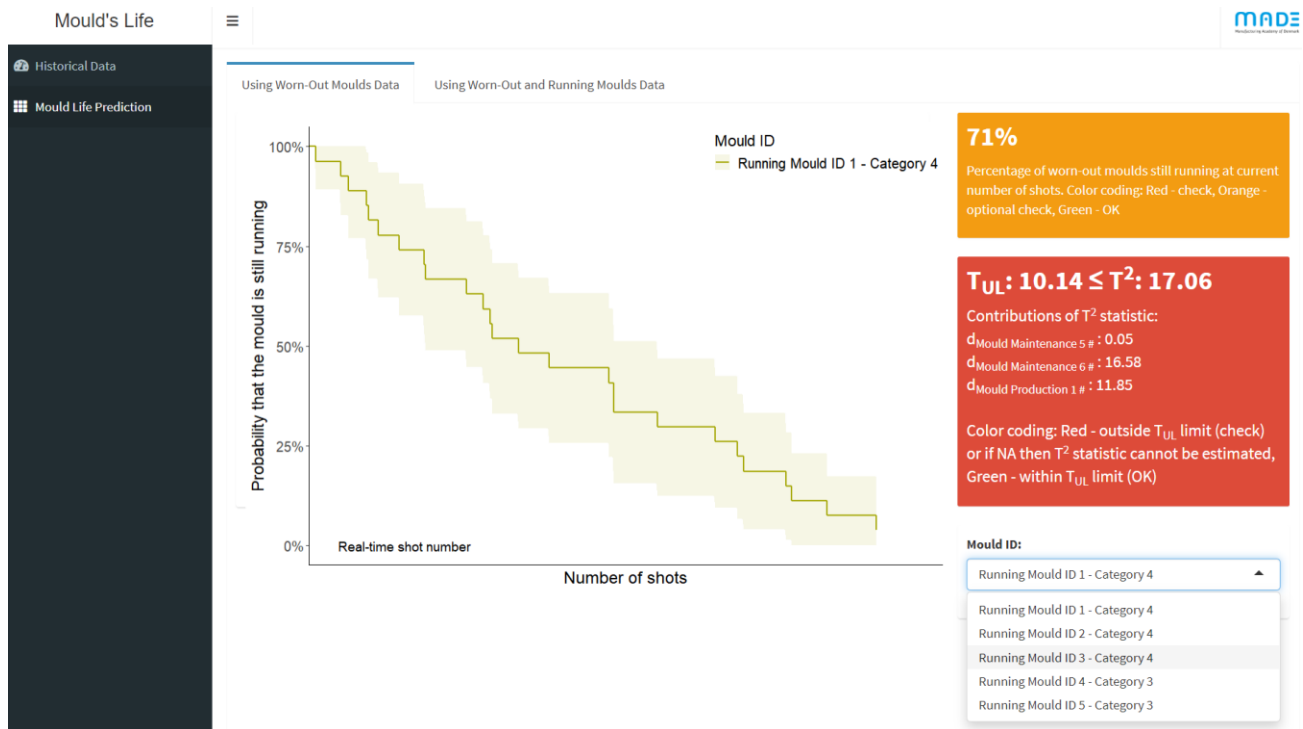 Mould's Life
MADE
Manufacturing Academy of Denmark
Historical Data
Mould Life Prediction
Using Worn-Out Moulds Data
Using Worn-Out and Running Moulds Data
Probability that the mould is still running
100%
75%
50%
25%
0%
Mould ID
Running Mould ID 1 - Category 4
Real-time shot number
Number of shots
71%
Percentage of worn-out moulds still running at current
number of shots. Color coding: Red - check, Orange -
optional check, Green - OK
TUL: 10.14 ≤ T²: 17.06
Contributions of T² statistic:
dMould Maintenance 5 # : 0.05
dMould Maintenance 6 # : 16.58
dMould Production 1 # : 11.85
Color coding: Red - outside TUL limit (check)
or if NA then T² statistic cannot be estimated,
Green - within TUL limit (OK)
Mould ID:
Running Mould ID 1 - Category 4
Running Mould ID 1 - Category 4
Running Mould ID 2 - Category 4
Running Mould ID 3 - Category 4
Running Mould ID 4 - Category 3
Running Mould ID 5 - Category 3